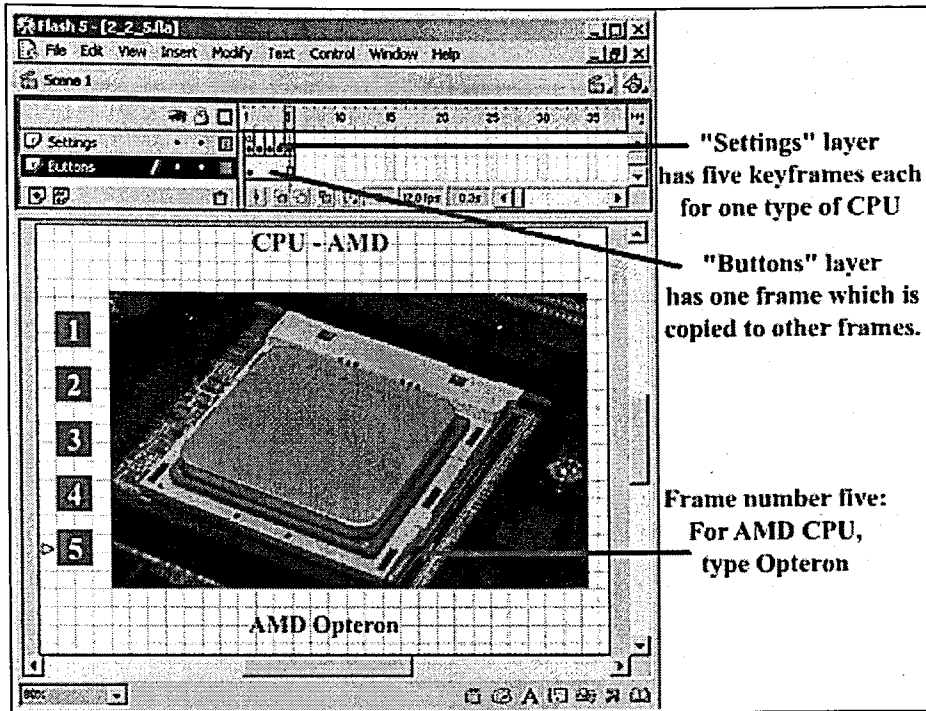 Flash 5 - [2_2_5.fla]
File Edit View Insert Modify Text Control Window Help
Scene 1
1 5 10 15 20 25 30 35
Settings
Buttons
12.0 fps 0.3s
CPU - AMD
1
2
3
4
5
AMD Opteron
"Settings" layer
has five keyframes each
for one type of CPU
"Buttons" layer
has one frame which is
copied to other frames.
Frame number five:
For AMD CPU,
type Opteron